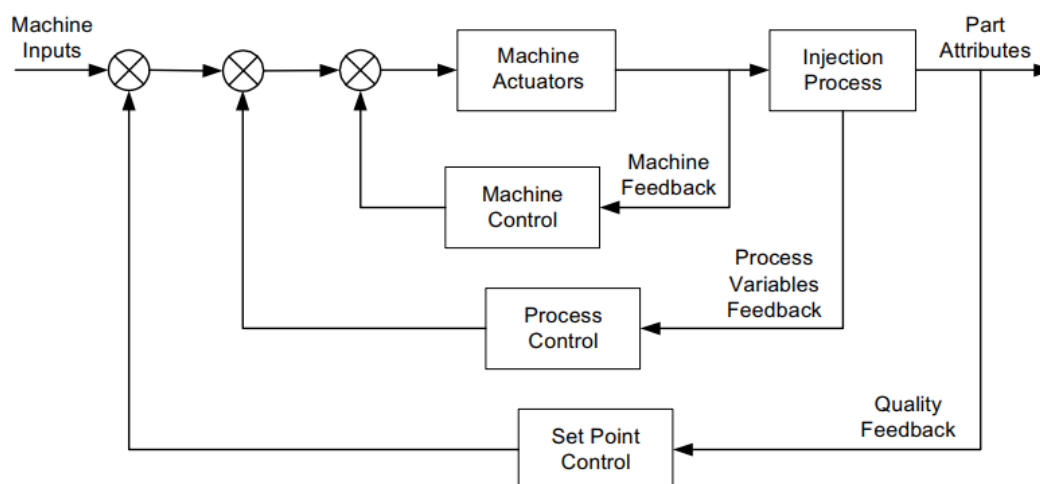 Machine
Inputs
Machine
Actuators
Injection
Process
Part
Attributes
Machine
Feedback
Machine
Control
Process
Variables
Feedback
Process
Control
Quality
Feedback
Set Point
Control